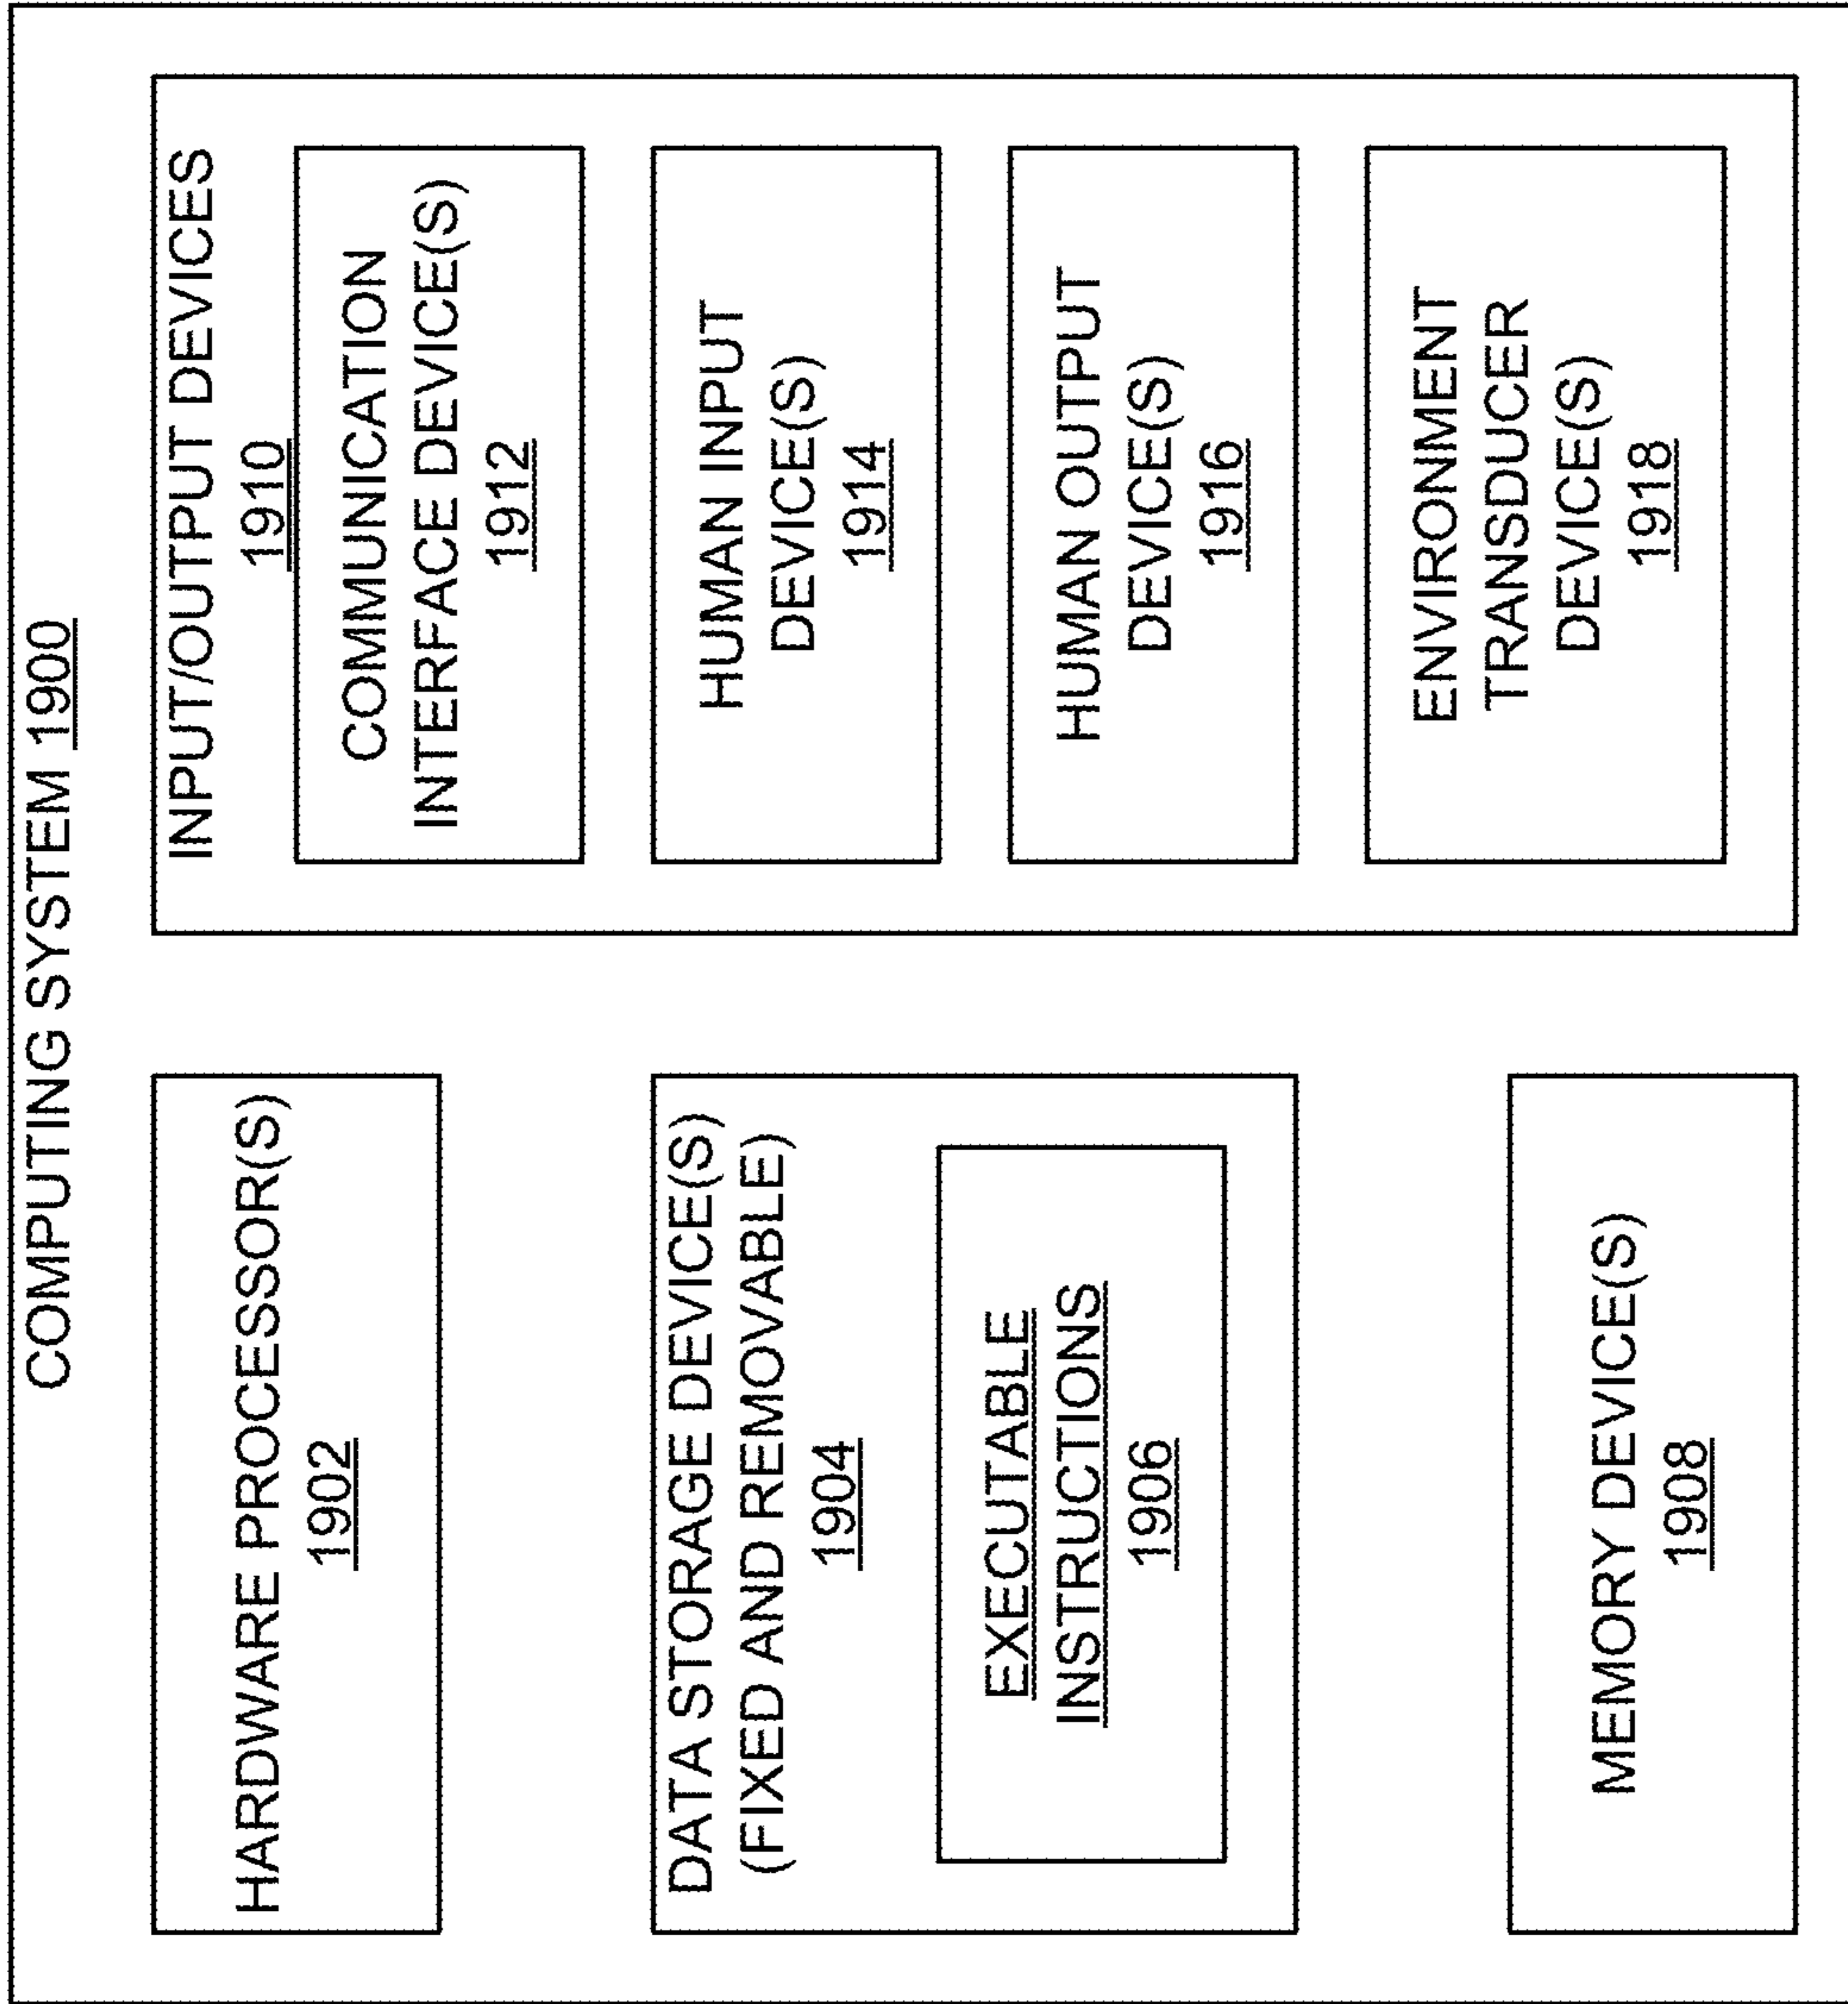 COMPUTING SYSTEM 1900
HARDWARE PROCESSOR(S)
1902
DATA STORAGE DEVICE(S)
(FIXED AND REMOVABLE)
1904
EXECUTABLE
INSTRUCTIONS
1906
MEMORY DEVICE(S)
1908
INPUT/OUTPUT DEVICES
1910
COMMUNICATION
INTERFACE DEVICE(S)
1912
HUMAN INPUT
DEVICE(S)
1914
HUMAN OUTPUT
DEVICE(S)
1916
ENVIRONMENT
TRANSDUCER
DEVICE(S)
1918